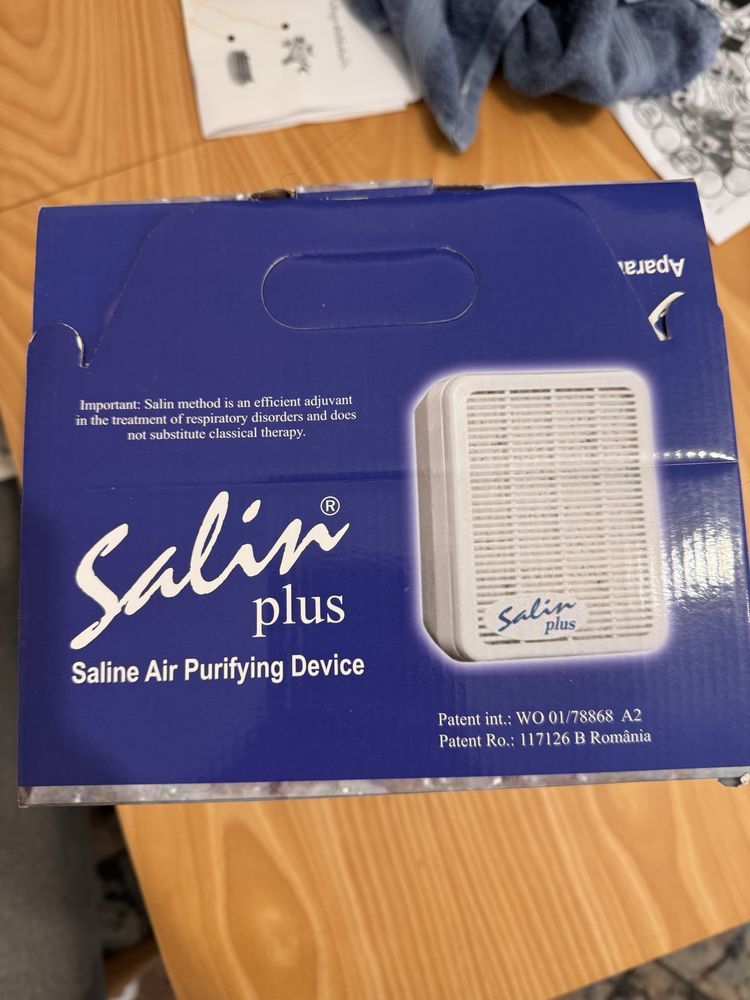 Aparat
Important: Salin method is an efficient adjuvant
in the treatment of respiratory disorders and does
not substitute classical therapy.
Salin®
plus
Saline Air Purifying Device
Salin
plus
Patent int.: WO 01/78868 A2
Patent Ro.: 117126 B România